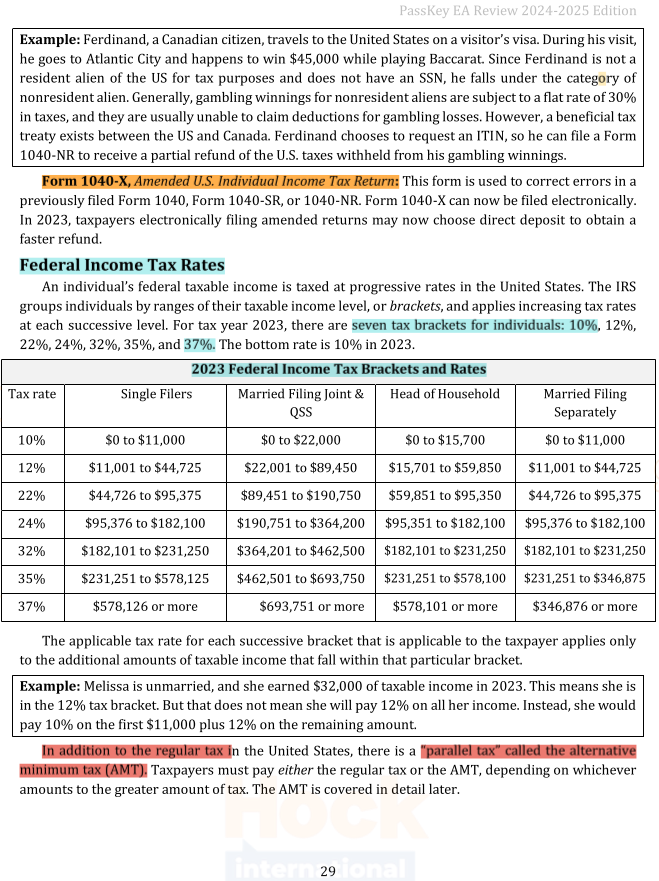 PassKey EA Review 2024-2025 Edition
Example: Ferdinand, a Canadian citizen, travels to the United States on a visitor's visa. During his visit,
he goes to Atlantic City and happens to win $45,000 while playing Baccarat. Since Ferdinand is not a
resident alien of the US for tax purposes and does not have an SSN, he falls under the category of
nonresident alien. Generally, gambling winnings for nonresident aliens are subject to a flat rate of 30%
in taxes, and they are usually unable to claim deductions for gambling losses. However, a beneficial tax
treaty exists between the US and Canada. Ferdinand chooses to request an ITIN, so he can file a Form
1040-NR to receive a partial refund of the U.S. taxes withheld from his gambling winnings.
Form 1040-X, Amended U.S. Individual Income Tax Return: This form is used to correct errors in a
previously filed Form 1040, Form 1040-SR, or 1040-NR. Form 1040-X can now be filed electronically.
In 2023, taxpayers electronically filing amended returns may now choose direct deposit to obtain a
faster refund.
Federal Income Tax Rates
An individual's federal taxable income is taxed at progressive rates in the United States. The IRS
groups individuals by ranges of their taxable income level, or brackets, and applies increasing tax rates
at each successive level. For tax year 2023, there are seven tax brackets for individuals: 10%, 12%,
22%, 24%, 32%, 35%, and 37%. The bottom rate is 10% in 2023.
2023 Federal Income Tax Brackets and Rates
Tax rate Single Filers Married Filing Joint & QSS Head of Household Married Filing Separately
10% $0 to $11,000 $0 to $22,000 $0 to $15,700 $0 to $11,000
12% $11,001 to $44,725 $22,001 to $89,450 $15,701 to $59,850 $11,001 to $44,725
22% $44,726 to $95,375 $89,451 to $190,750 $59,851 to $95,350 $44,726 to $95,375
24% $95,376 to $182,100 $190,751 to $364,200 $95,351 to $182,100 $95,376 to $182,100
32% $182,101 to $231,250 $364,201 to $462,500 $182,101 to $231,250 $182,101 to $231,250
35% $231,251 to $578,125 $462,501 to $693,750 $231,251 to $578,100 $231,251 to $346,875
37% $578,126 or more $693,751 or more $578,101 or more $346,876 or more
The applicable tax rate for each successive bracket that is applicable to the taxpayer applies only
to the additional amounts of taxable income that fall within that particular bracket.
Example: Melissa is unmarried, and she earned $32,000 of taxable income in 2023. This means she is
in the 12% tax bracket. But that does not mean she will pay 12% on all her income. Instead, she would
pay 10% on the first $11,000 plus 12% on the remaining amount.
In addition to the regular tax in the United States, there is a "parallel tax" called the alternative
minimum tax (AMT). Taxpayers must pay either the regular tax or the AMT, depending on whichever
amounts to the greater amount of tax. The AMT is covered in detail later.
Hock
international
29